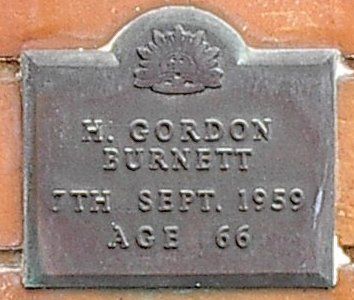 H. GORDON
BURNETT
7TH SEPT. 1959
AGE 66